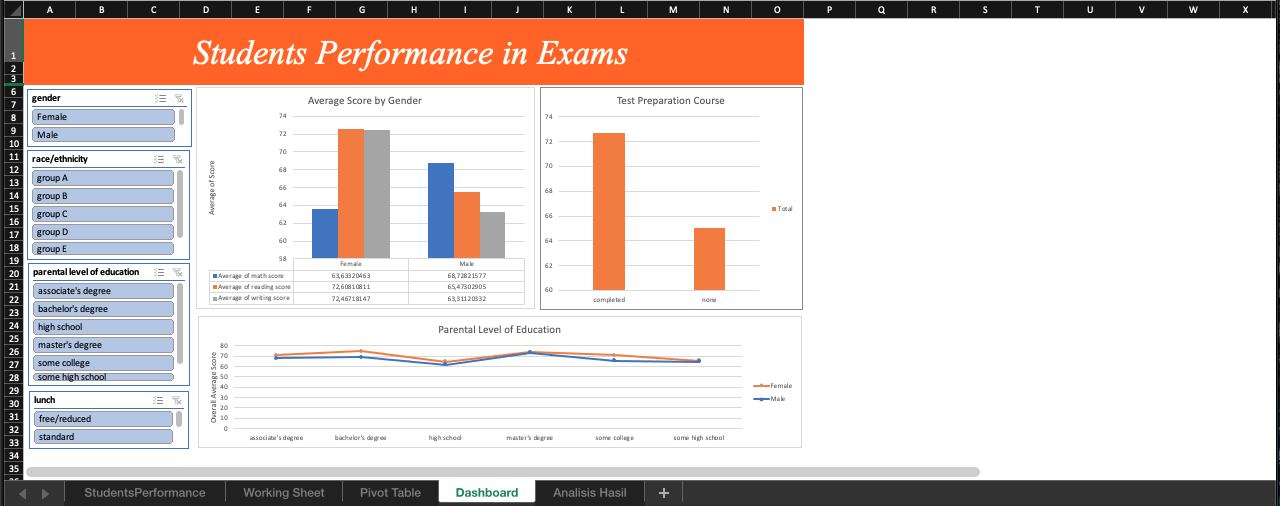 A B C D E F G H I J K L M N O P Q R S T U V W X
Students Performance in Exams
1
2
3
6
7
8
9
10
11
12
13
14
15
16
17
18
19
20
21
22
23
24
25
26
27
28
29
30
31
32
33
34
35
gender
Female
Male
race/ethnicity
group A
group B
group C
group D
group E
parental level of education
associate's degree
bachelor's degree
high school
master's degree
some college
some high school
lunch
free/reduced
standard
Average Score by Gender
Average of Score
74
72
70
68
66
64
62
60
58
Female Male
Average of math score 63,63320463 68,72821577
Average of reading score 72,60810811 65,47302905
Average of writing score 72,46718147 63,31120332
Test Preparation Course
74
72
70
68
66
64
62
60
completed none
Total
Parental Level of Education
Overall Average Score
80
70
60
50
40
30
20
10
0
associate's degree bachelor's degree high school master's degree some college some high school
Female
Male
StudentsPerformance Working Sheet Pivot Table Dashboard Analisis Hasil +